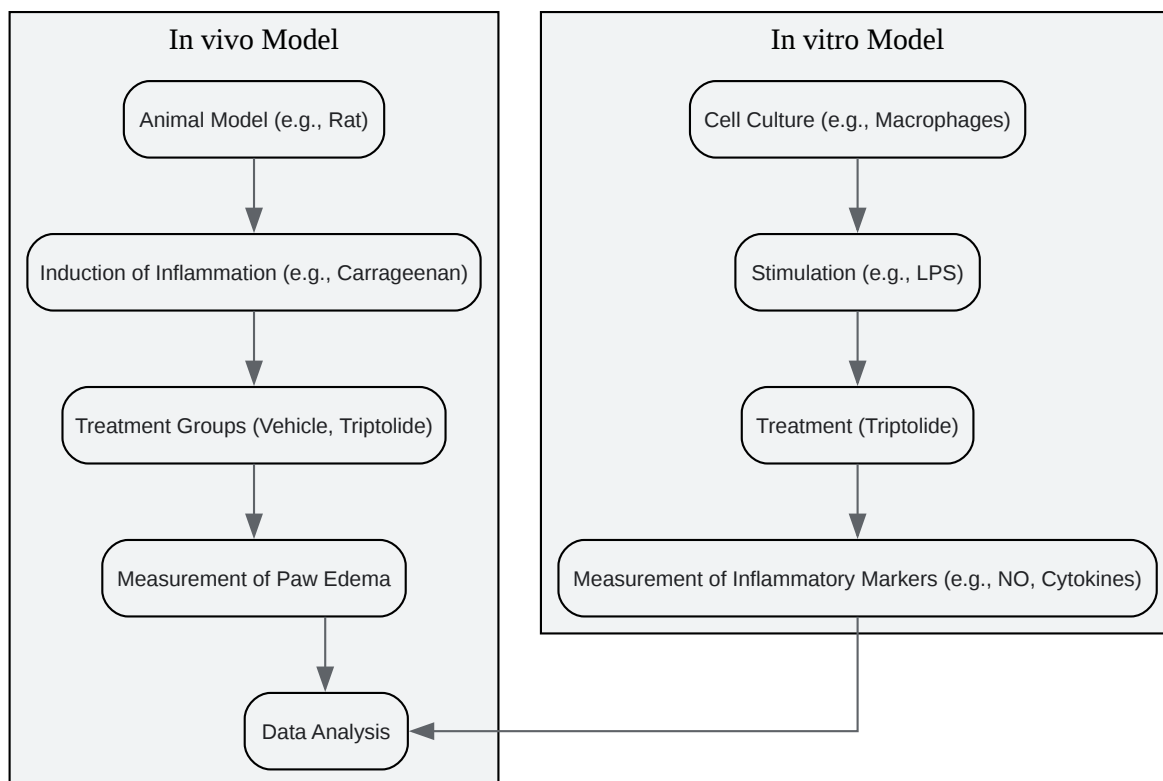 In vivo Model
Animal Model (e.g., Rat)
Induction of Inflammation (e.g., Carrageenan)
Treatment Groups (Vehicle, Triptolide)
Measurement of Paw Edema
Data Analysis
In vitro Model
Cell Culture (e.g., Macrophages)
Stimulation (e.g., LPS)
Treatment (Triptolide)
Measurement of Inflammatory Markers (e.g., NO, Cytokines)